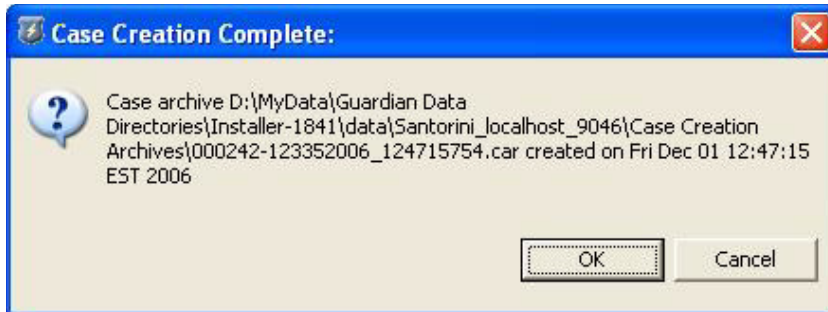 Case Creation Complete:
Case archive D:\MyData\Guardian Data
Directories\Installer-1841\data\Santorini_localhost_9046\Case Creation
Archives\000242-123352006_124715754.car created on Fri Dec 01 12:47:15
EST 2006
OK
Cancel